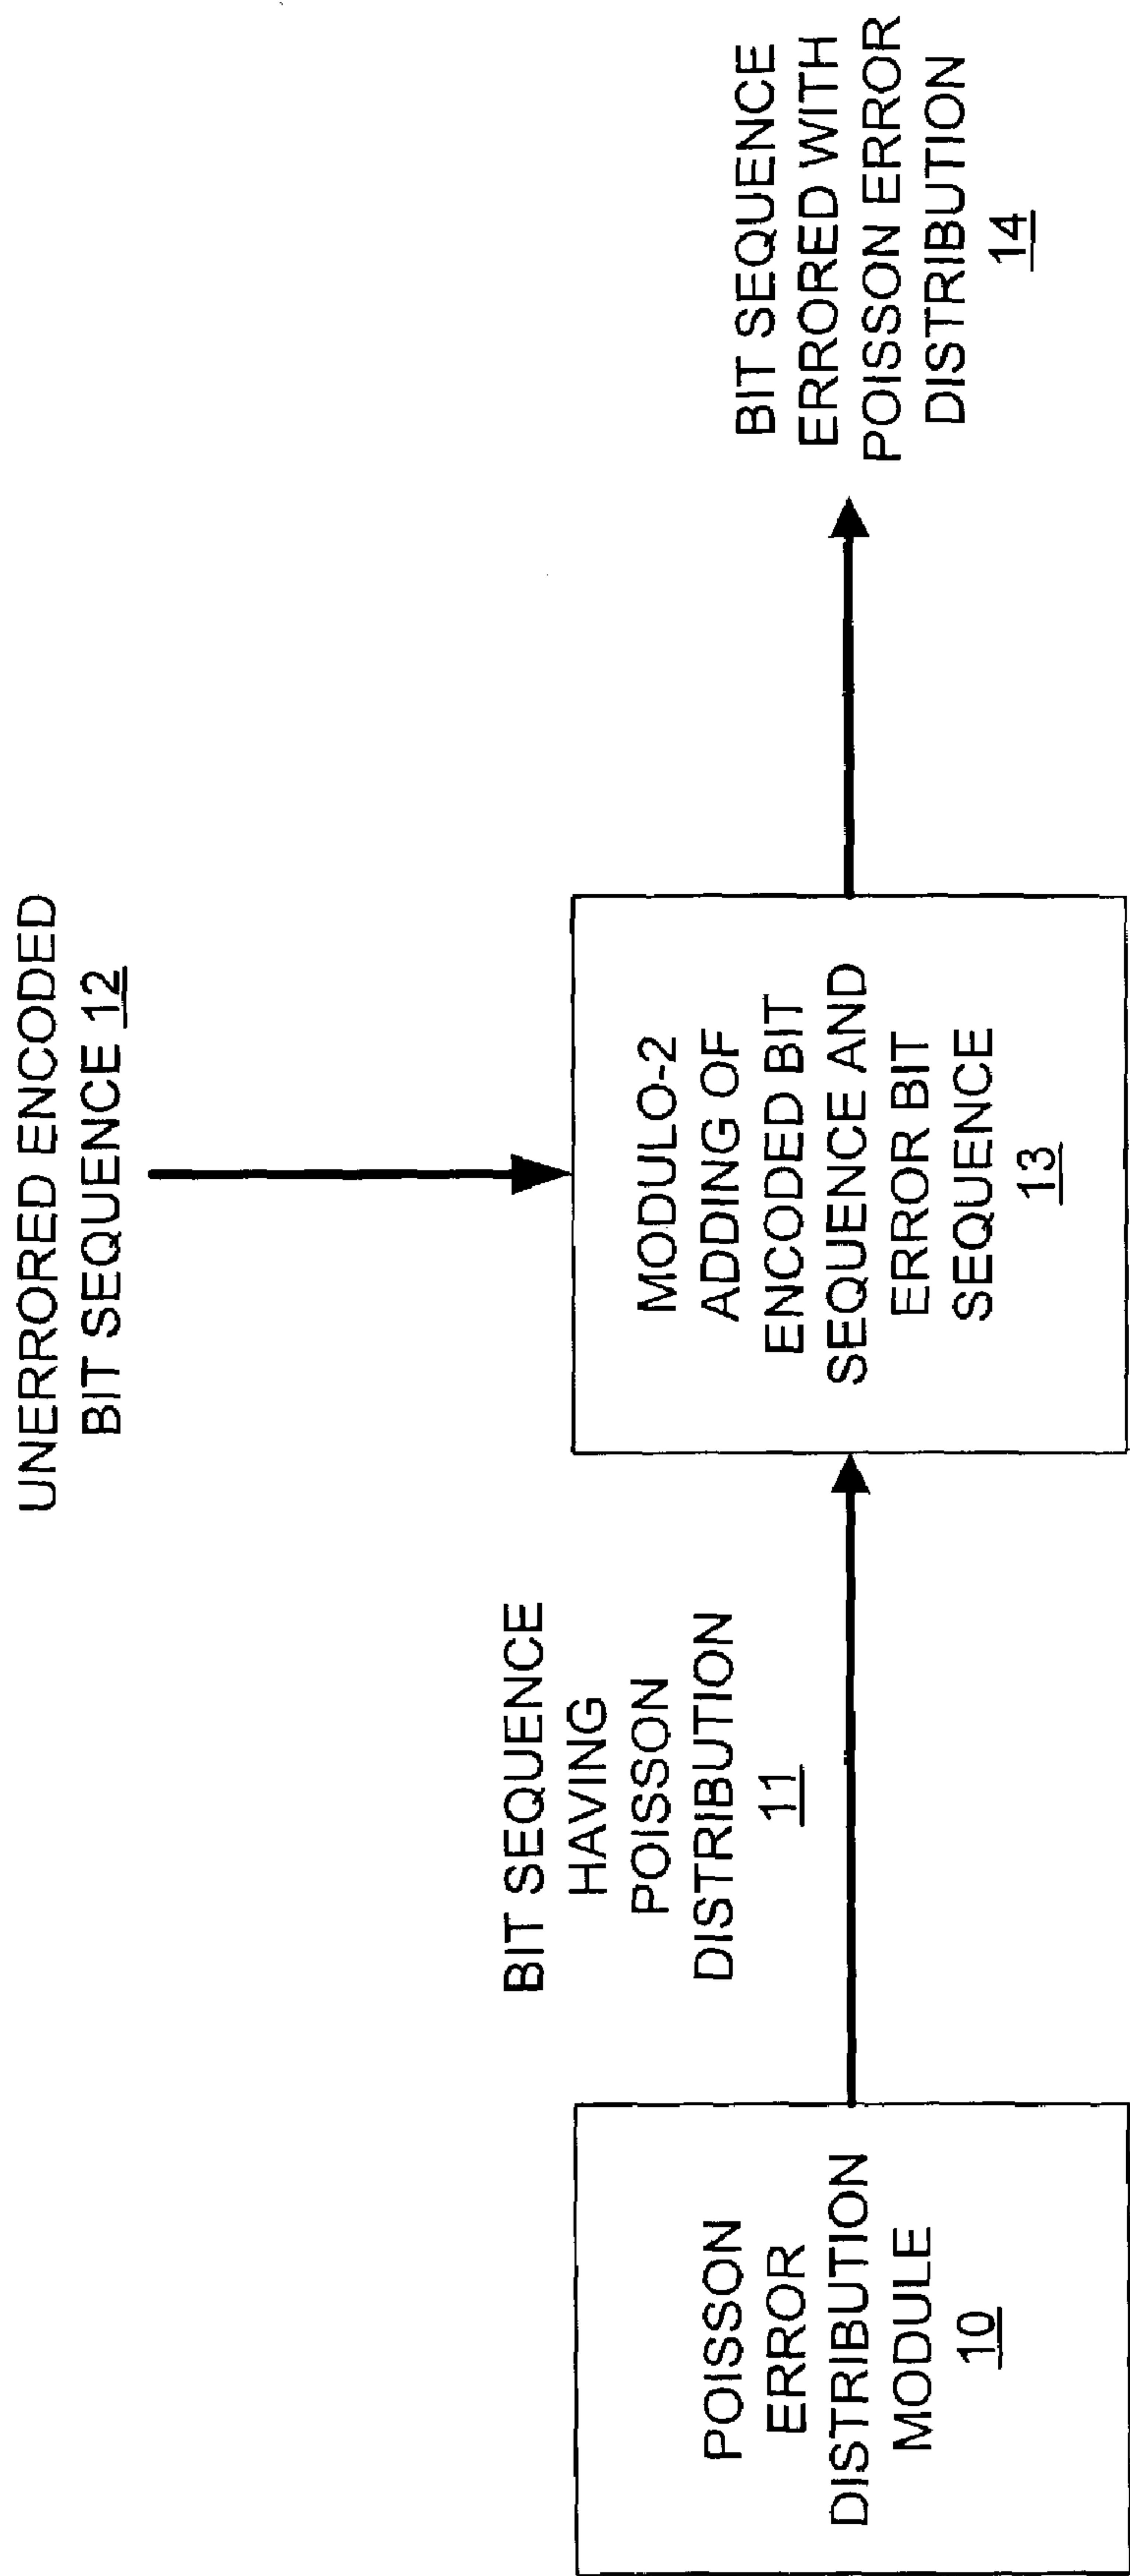 UNERRORED ENCODED
BIT SEQUENCE 12
POISSON
ERROR
DISTRIBUTION
MODULE
10
BIT SEQUENCE
HAVING
POISSON
DISTRIBUTION
11
MODULO-2
ADDING OF
ENCODED BIT
SEQUENCE AND
ERROR BIT
SEQUENCE
13
BIT SEQUENCE
ERRORED WITH
POISSON ERROR
DISTRIBUTION
14